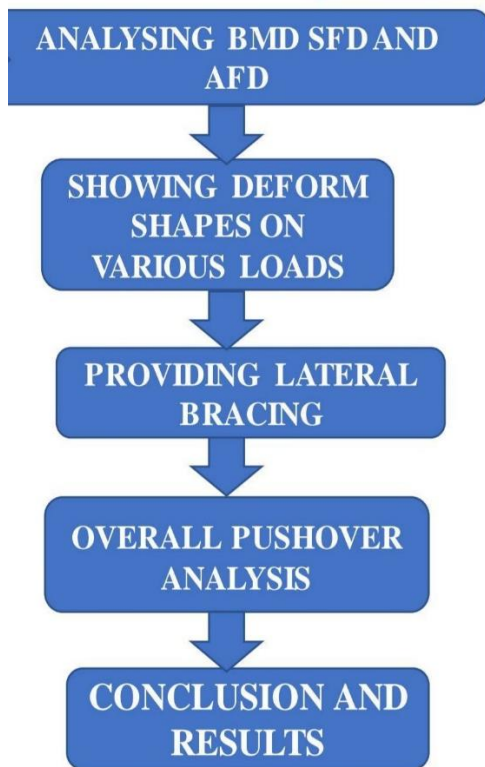 ANALYSING BMD SFD AND
AFD
SHOWING DEFORM
SHAPES ON
VARIOUS LOADS
PROVIDING LATERAL
BRACING
OVERALL PUSHOVER
ANALYSIS
CONCLUSION AND
RESULTS